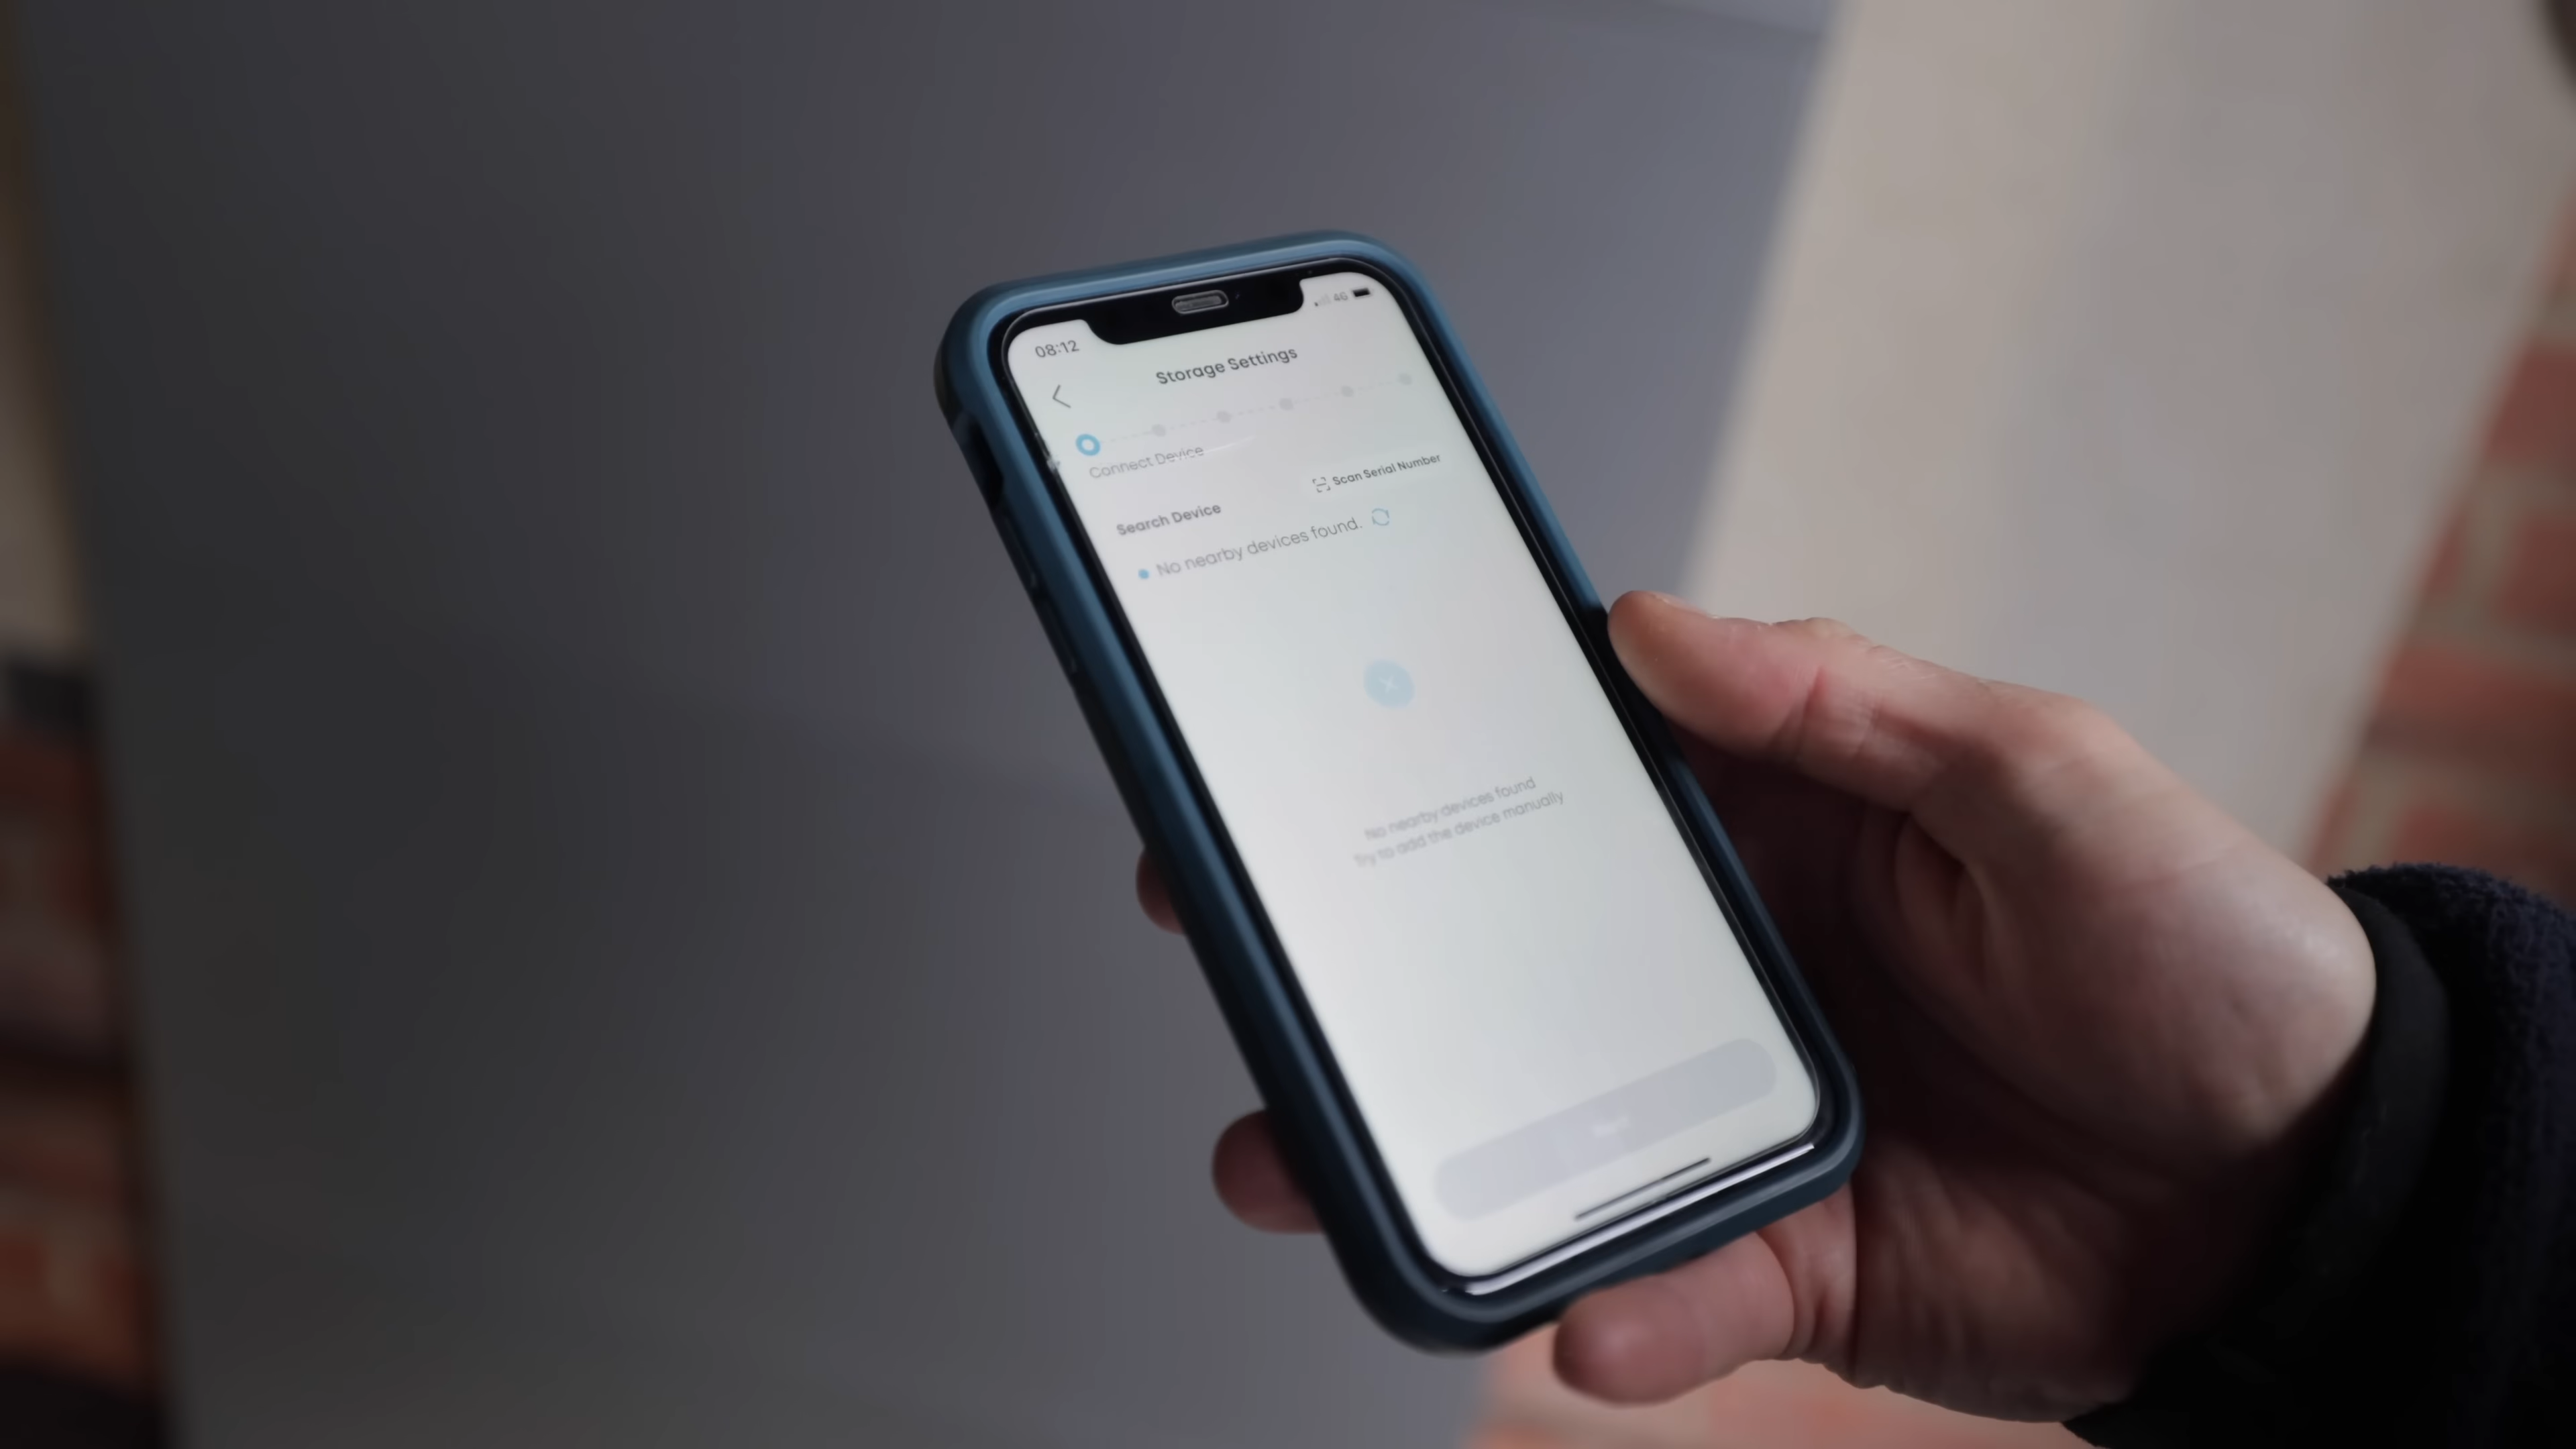 08:12
4G
Storage Settings
Connect Device
Scan Serial Number
Search Device
No nearby devices found.
No nearby devices found
Try to add the device manually